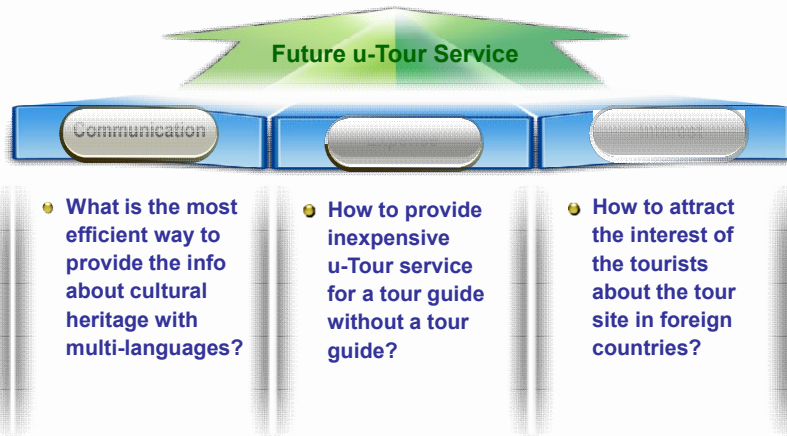 Future u-Tour Service
Communication
Interest
What is the most
efficient way to
provide the info
about cultural
heritage with
multi-languages?
How to provide
inexpensive
u-Tour service
for a tour guide
without a tour
guide?
How to attract
the interest of
the tourists
about the tour
site in foreign
countries?